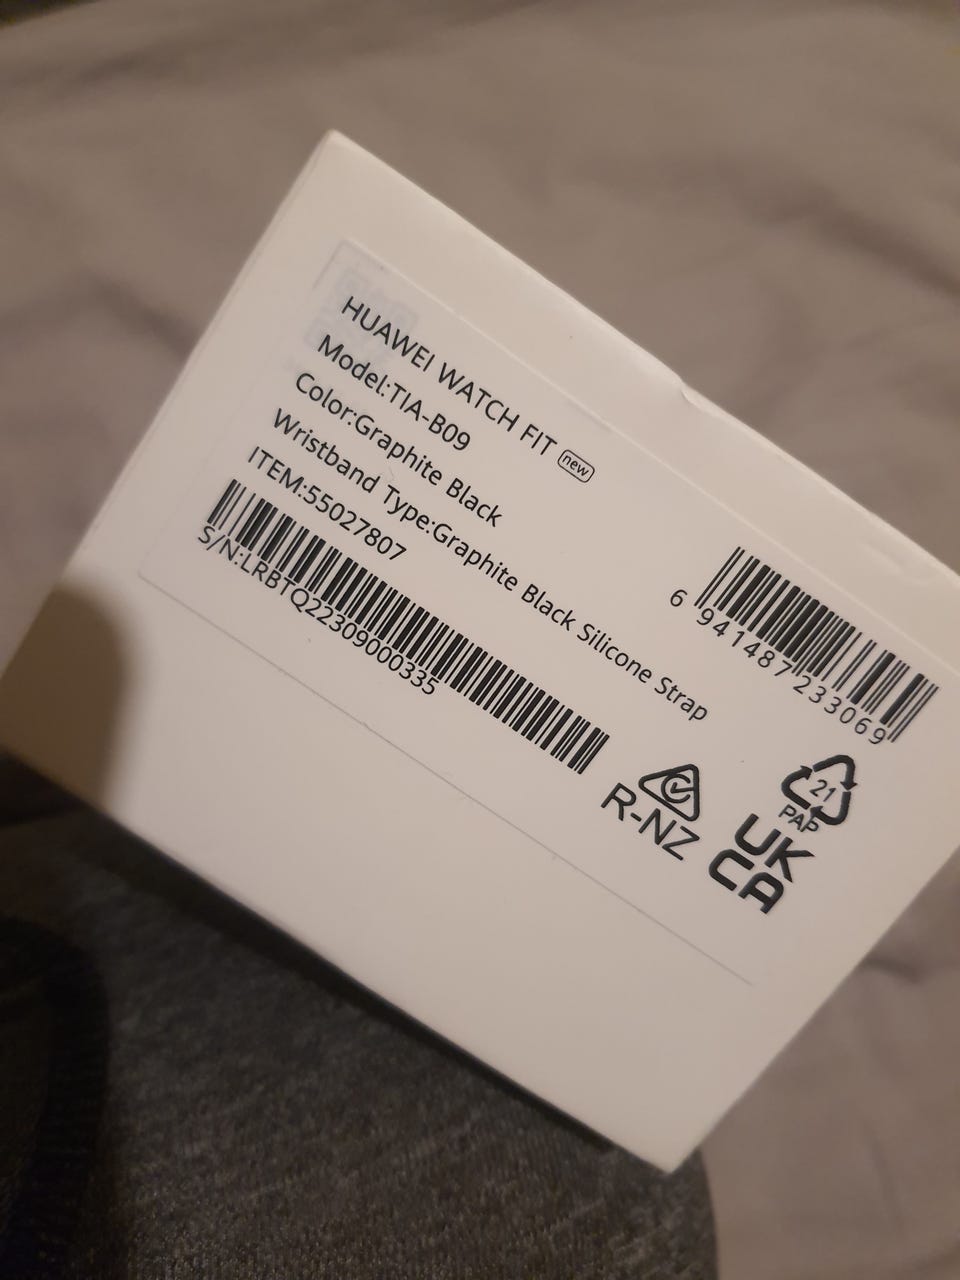 HUAWEI WATCH FIT new
Model:TIA-B09
Color:Graphite Black
Wristband Type:Graphite Black Silicone Strap
ITEM:55027807
S/N:LRBTQ22309000335
6 941487 233069
R-NZ
21
PAP
UK
CA